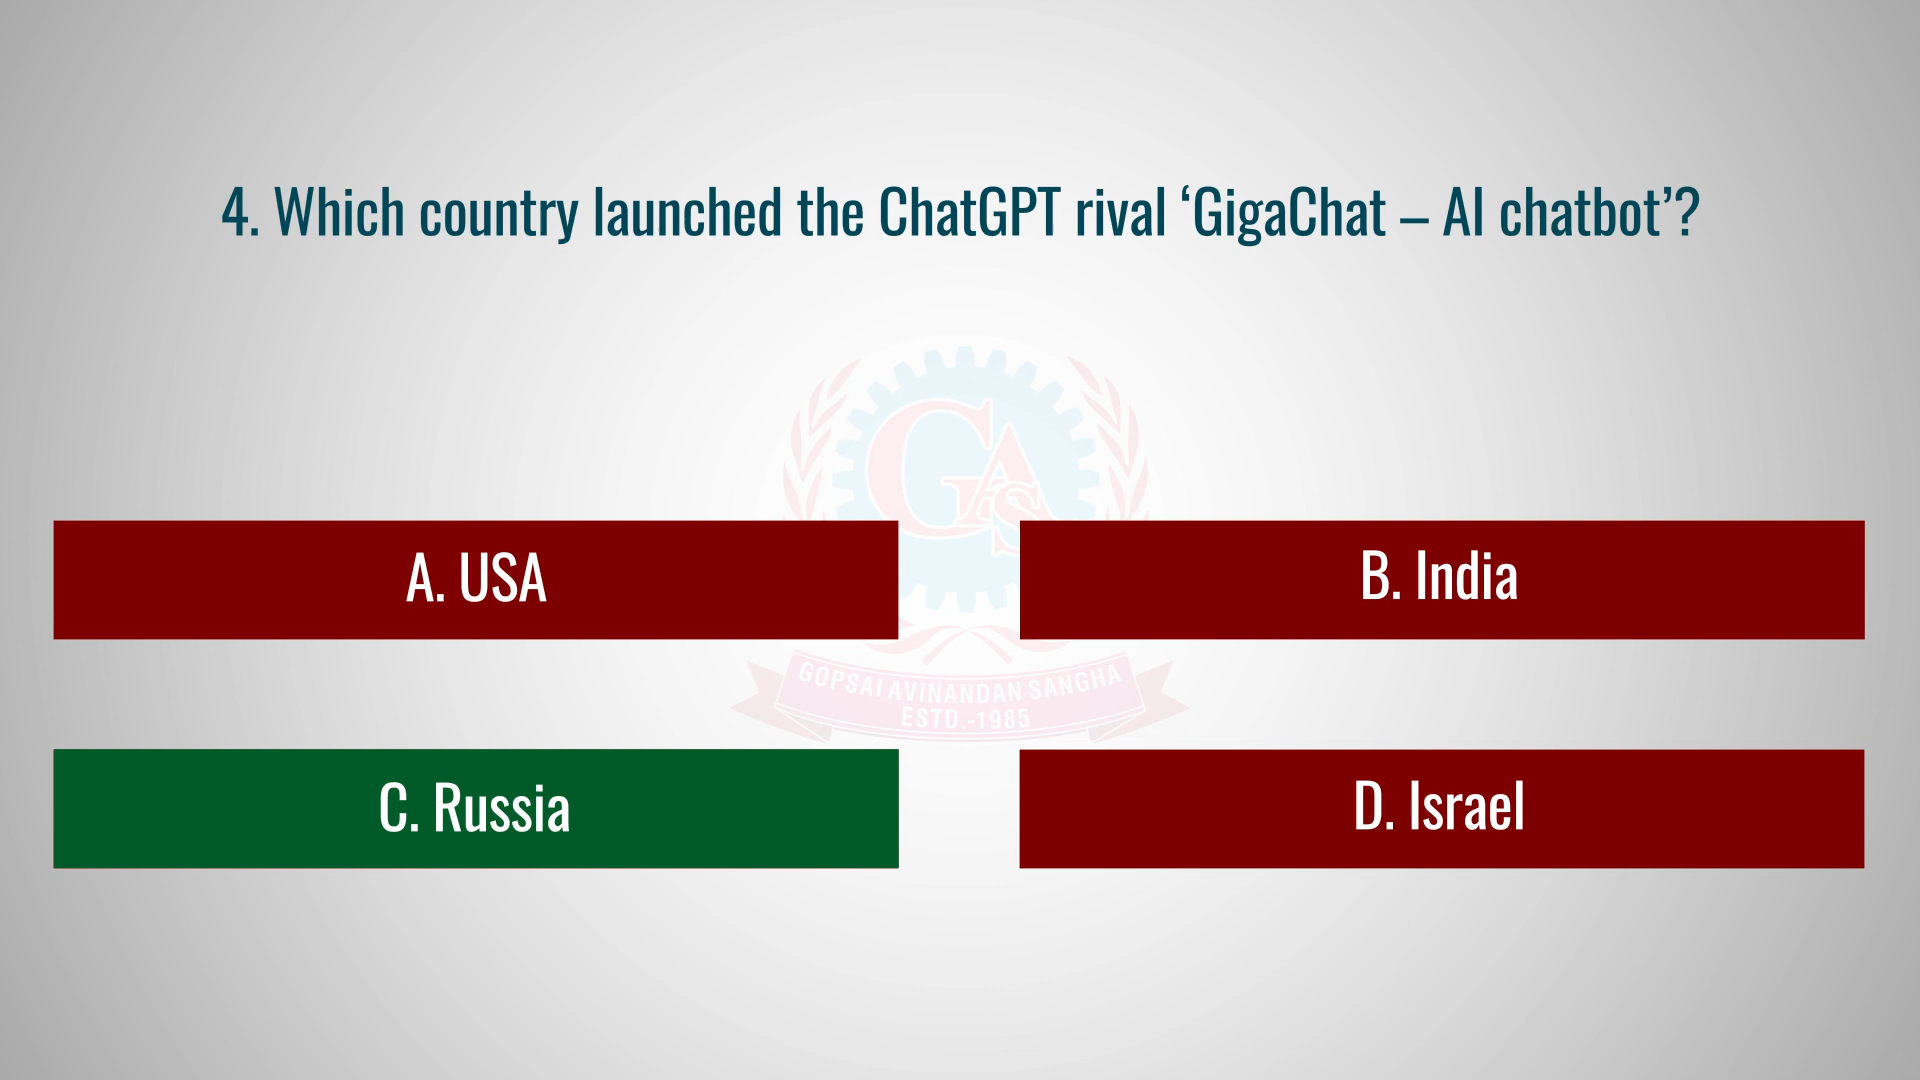 4. Which country launched the ChatGPT rival ‘GigaChat – AI chatbot’?
GAS
A. USA
B. India
GOPSAI AVINANDAN SANGHA
ESTD.-1985
C. Russia
D. Israel